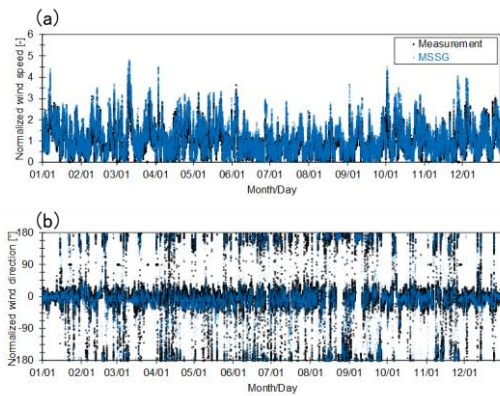 (a)
Normalized wind speed [-]
6
5
4
3
2
1
0
Measurement
MSSG
01/01 02/01 03/01 04/01 05/01 06/01 07/01 08/01 09/01 10/01 11/01 12/01
Month/Day
(b)
Normalized wind direction [°]
180
90
0
-90
-180
01/01 02/01 03/01 04/01 05/01 06/01 07/01 08/01 09/01 10/01 11/01 12/01
Month/Day